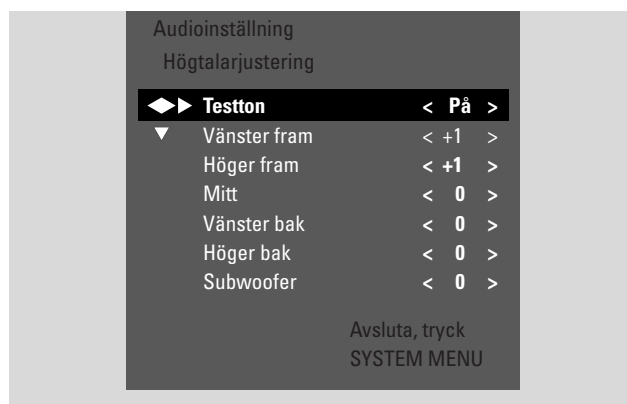 Audioinställning
Högtalarjustering
Testton < På >
Vänster fram < +1 >
Höger fram < +1 >
Mitt < 0 >
Vänster bak < 0 >
Höger bak < 0 >
Subwoofer < 0 >
Avsluta, tryck
SYSTEM MENU